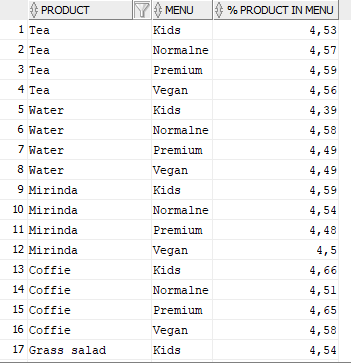 PRODUCT MENU % PRODUCT IN MENU
1 Tea Kids 4,53
2 Tea Normalne 4,57
3 Tea Premium 4,59
4 Tea Vegan 4,56
5 Water Kids 4,39
6 Water Normalne 4,58
7 Water Premium 4,49
8 Water Vegan 4,49
9 Mirinda Kids 4,59
10 Mirinda Normalne 4,54
11 Mirinda Premium 4,48
12 Mirinda Vegan 4,5
13 Coffie Kids 4,66
14 Coffie Normalne 4,51
15 Coffie Premium 4,65
16 Coffie Vegan 4,58
17 Grass salad Kids 4,54